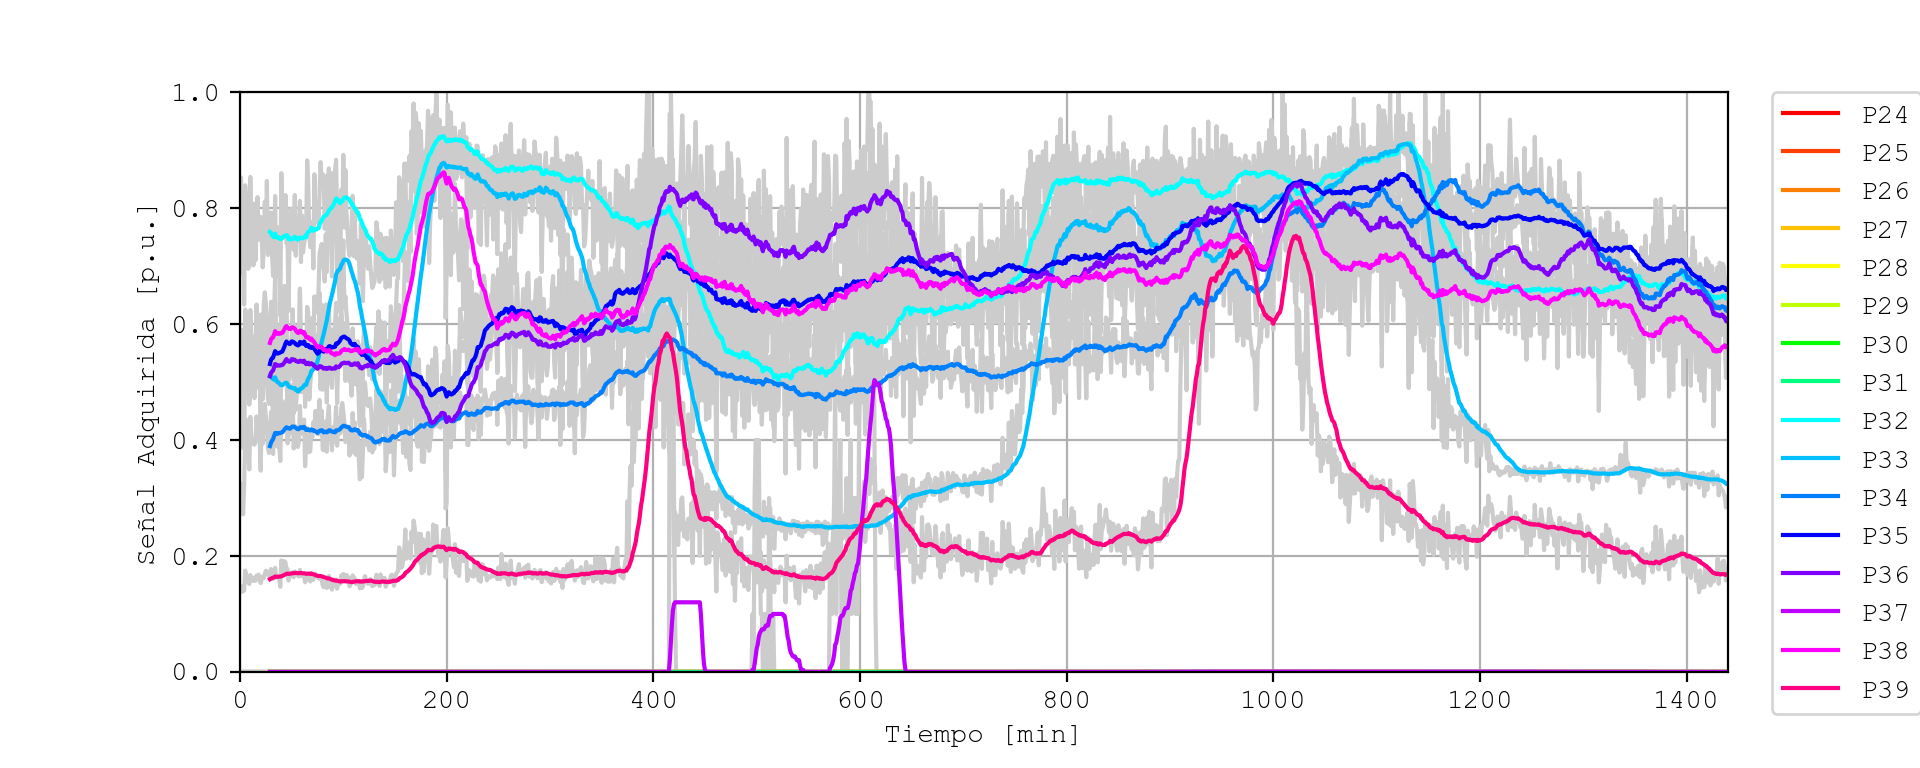 1.0
0.8
0.6
0.4
0.2
0.0
Señal Adquirida [p.u.]
0 200 400 600 800 1000 1200 1400
Tiempo [min]
P24
P25
P26
P27
P28
P29
P30
P31
P32
P33
P34
P35
P36
P37
P38
P39